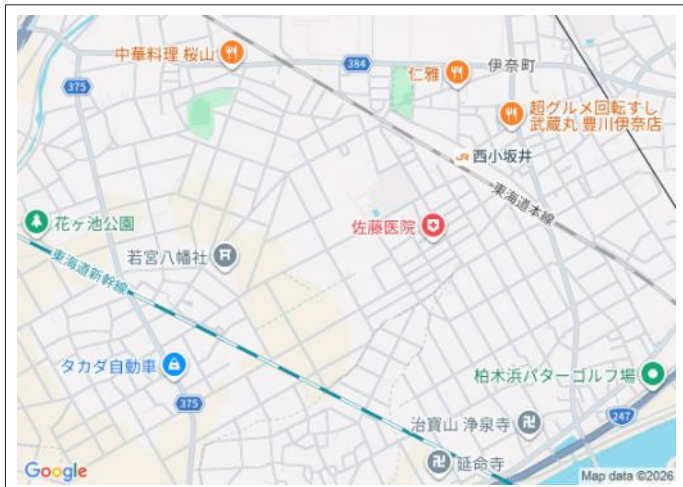 中華料理 桜山
384
仁雅
伊奈町
375
超グルメ回転すし
武蔵丸 豊川伊奈店
JR 西小坂井
東海道本線
花ヶ池公園
佐藤医院
若宮八幡社
東海道新幹線
タカダ自動車
柏木浜パターゴルフ場
375
治寶山 浄泉寺
247
延命寺
Google
Map data ©2026